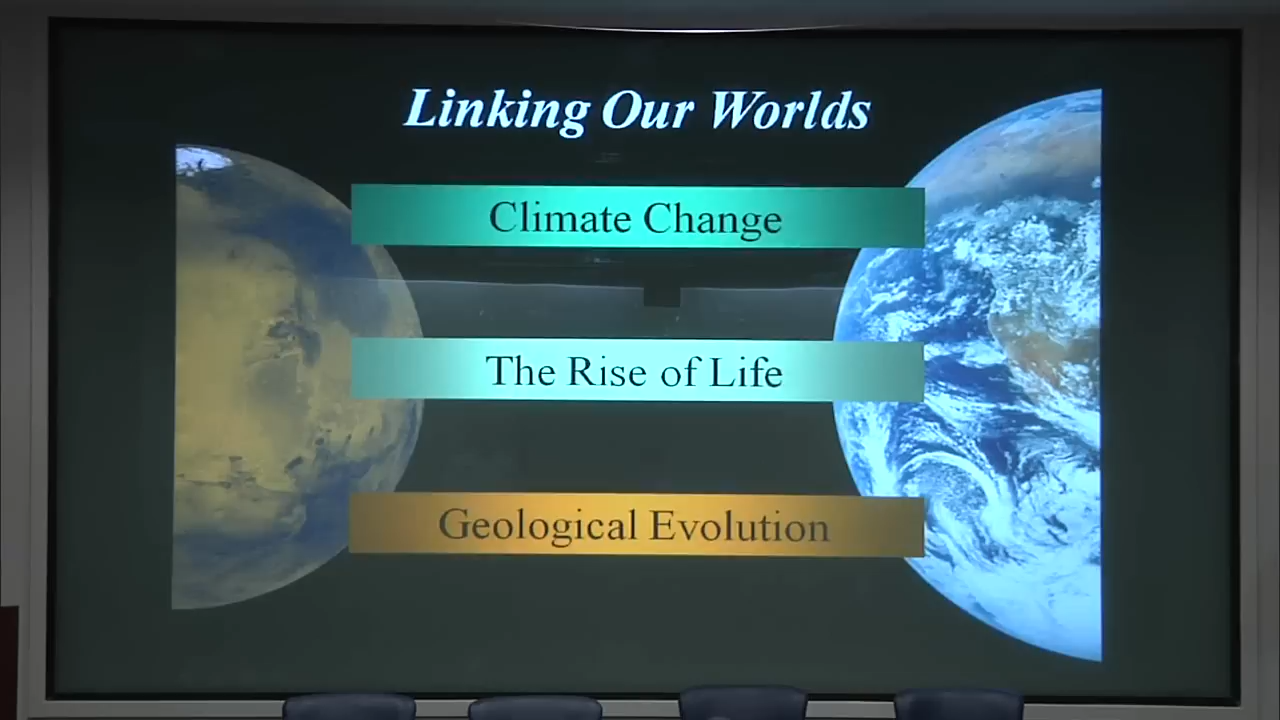 Linking Our Worlds
Climate Change
The Rise of Life
Geological Evolution